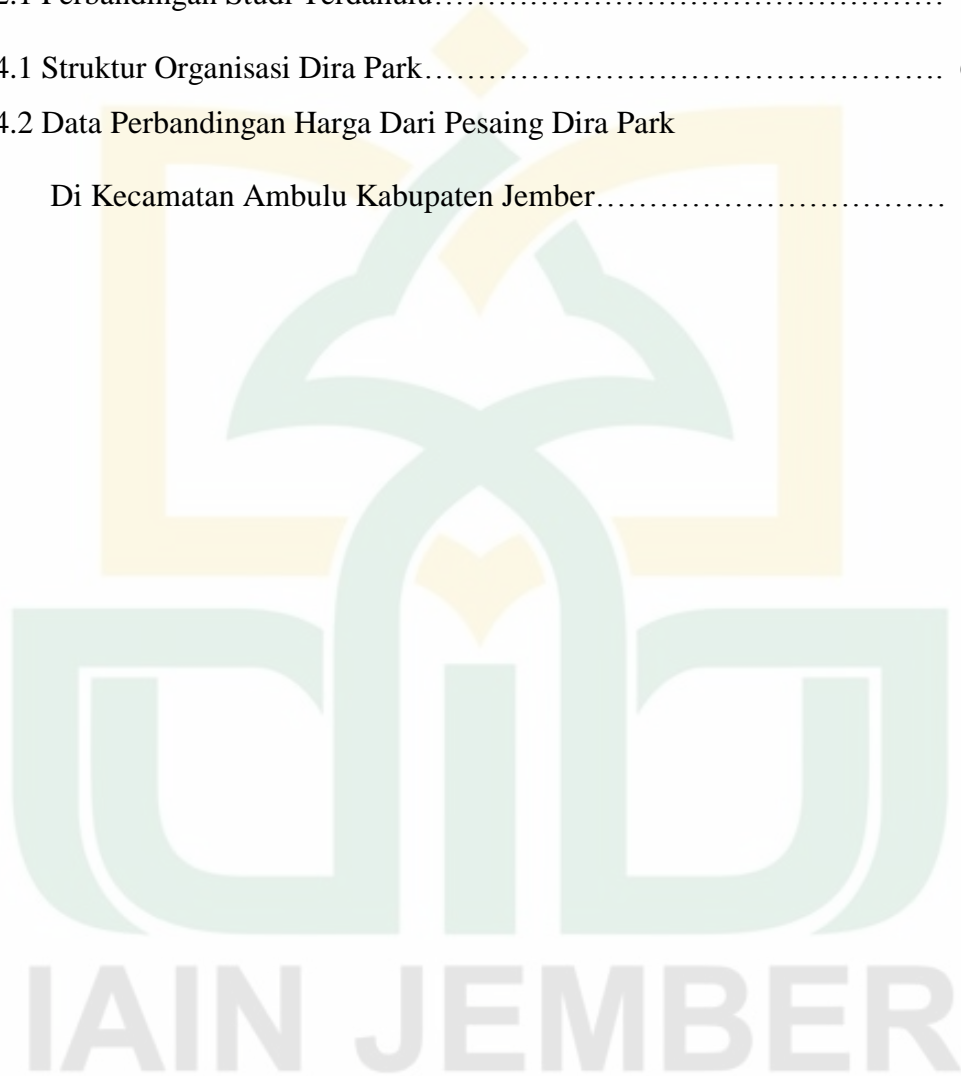 2.1 Perbandingan Studi Terdahulu……………………………………………
4.1 Struktur Organisasi Dira Park………………………………………….
4.2 Data Perbandingan Harga Dari Pesaing Dira Park
Di Kecamatan Ambulu Kabupaten Jember……………………………
IAIN JEMBER